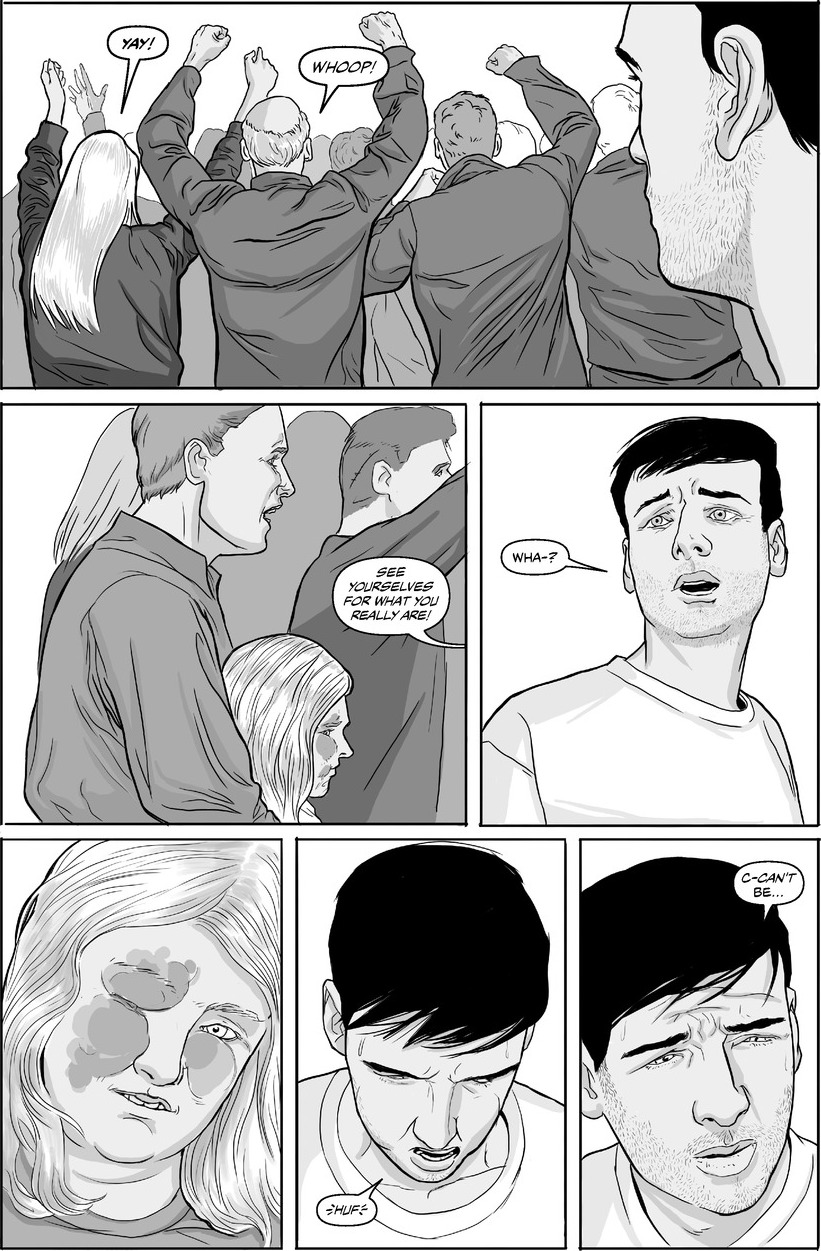 YAY!
WHOOP!
SEE
YOURSELVES
FOR WHAT YOU
REALLY ARE!
WHA-?
HUF
C-CAN'T
BE...